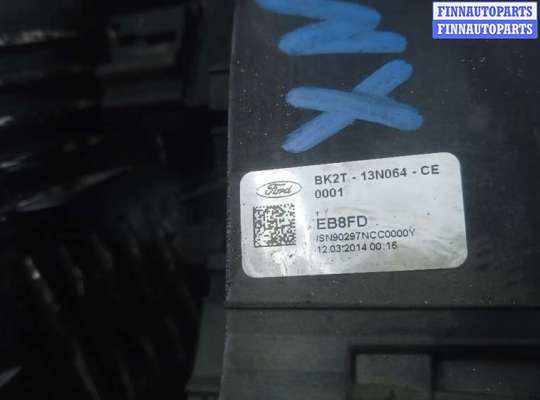 FINNAUTOPARTS
FINNAUTOPARTS
Ford
BK2T - 13N064 - CE
0001
EB8FD
ISN90297NCC0000Y
12.03.2014 00:16